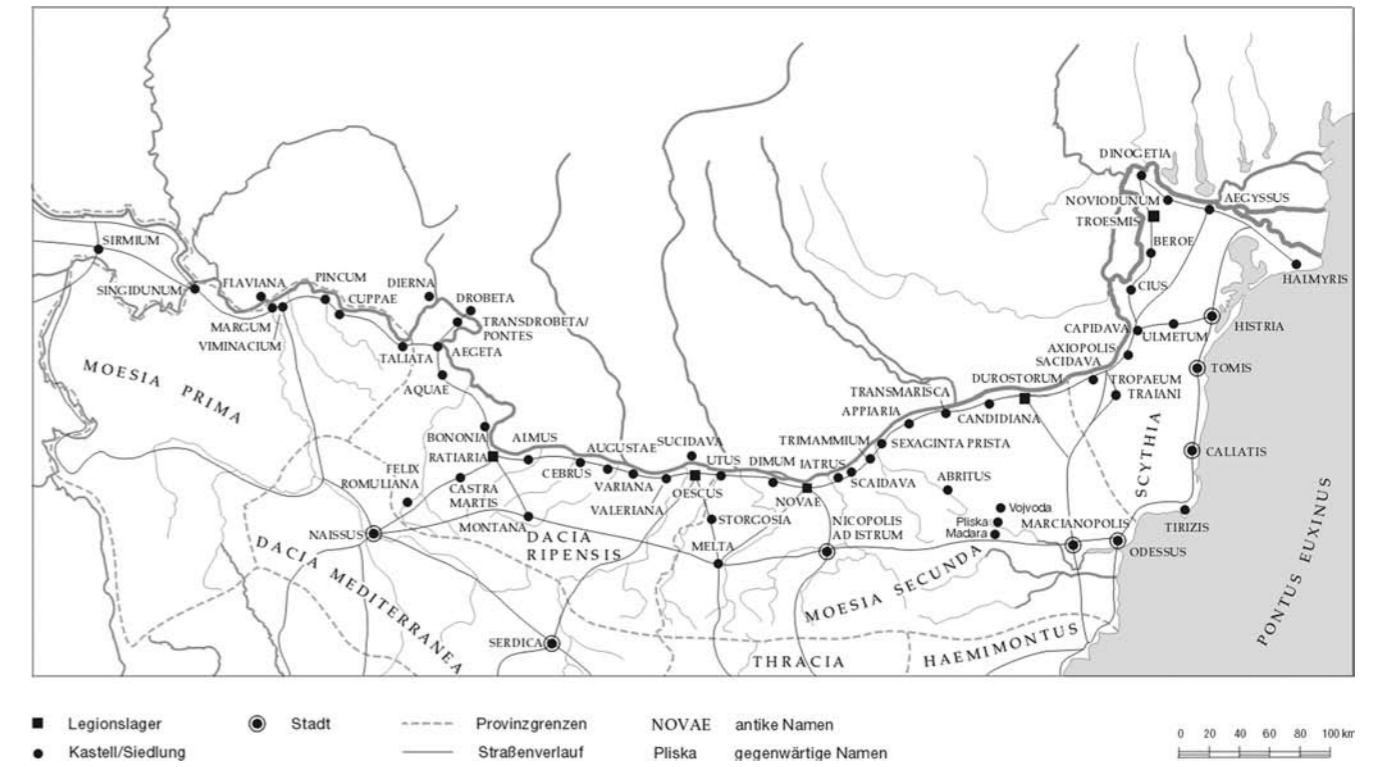 DINOGETIA
NOVIODUNUM
AEGYSSUS
TROESMIS
SIRMIUM
BEROE
SINGIDUNUM
FLAVIANA
PINCUM
DIERNA
CIUS
HALMYRIS
CUPPAE
DROBETA
TRANSDROBETA/
PONTES
MARGUM
VIMINACIUM
CAPIDAVA
ULMETUM
HISTRIA
TALIATA
AEGETA
AXIOPOLIS
SACIDAVA
TOMIS
AQUAE
MOESIA PRIMA
TRANSMARISCA
DUROSTORUM
TROPAEUM
TRAIANI
APPIARIA
CANDIDIANA
BONONIA
RATIARIA
ALMUS
AUGUSTAE
SUCIDAVA
TRIMAMMIUM
SEXAGINTA PRISTA
SCYTHIA
CALLATIS
CEBRUS
UTUS
DIMUM
IATRUS
FELIX
ROMULIANA
CASTRA
MARTIS
VARIANA
OESCUS
NOVAE
SCAIDAVA
ABRITUS
VALERIANA
Vojvoda
Pliska
Madara
MARCIANOPOLIS
TIRIZIS
NAISSUS
MONTANA
STORGOSIA
NICOPOLIS
AD ISTRUM
ODESSUS
DACIA
RIPENSIS
MELTA
DACIA MEDITERRANEA
MOESIA SECUNDA
PONTUS EUXINUS
SERDICA
THRACIA
HAEMIMONTUS
Legionslager
Stadt
Provinzgrenzen
NOVAE antike Namen
Kastell/Siedlung
Straßenverlauf
Pliska gegenwärtige Namen
0 20 40 60 80 100 km